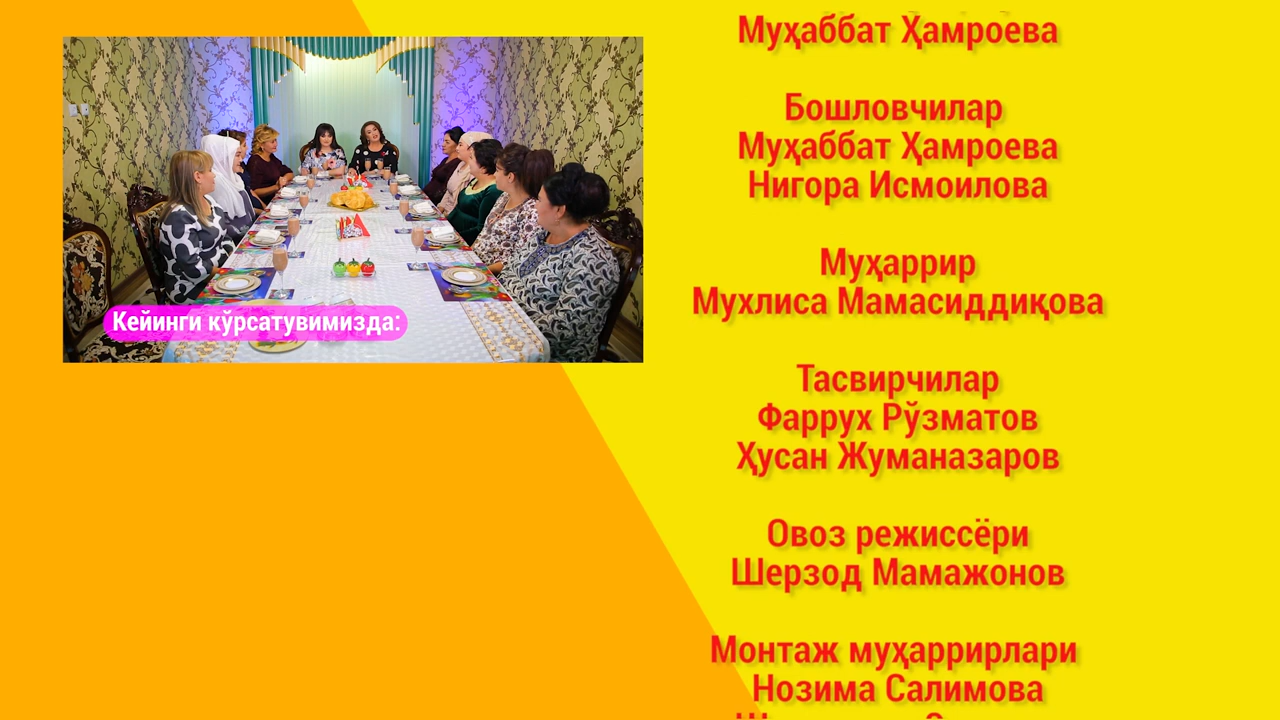 Кейинги кўрсатувимизда:
Муҳаббат Ҳамроева
Бошловчилар
Муҳаббат Ҳамроева
Нигора Исмоилова
Муҳаррир
Мухлиса Мамасиддиқова
Тасвирчилар
Фаррух Рўзматов
Ҳусан Жуманазаров
Овоз режиссёри
Шерзод Мамажонов
Монтаж муҳаррирлари
Нозима Салимова